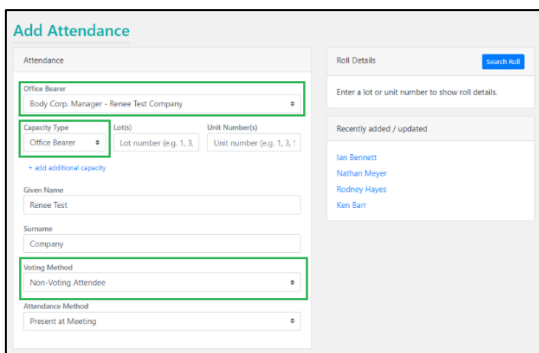 Add Attendance
Attendance
Office Bearer
Body Corp. Manager - Renee Test Company
Capacity Type Lot(s) Unit Number(s)
Office Bearer Lot number (e.g. 1, 3, Unit number (e.g. 1, 3, 5
+ add additional capacity
Given Name
Renee Test
Surname
Company
Voting Method
Non-Voting Attendee
Attendance Method
Present at Meeting
Roll Details Search Roll
Enter a lot or unit number to show roll details.
Recently added / updated
Ian Bennett
Nathan Meyer
Rodney Hayes
Ken Barr